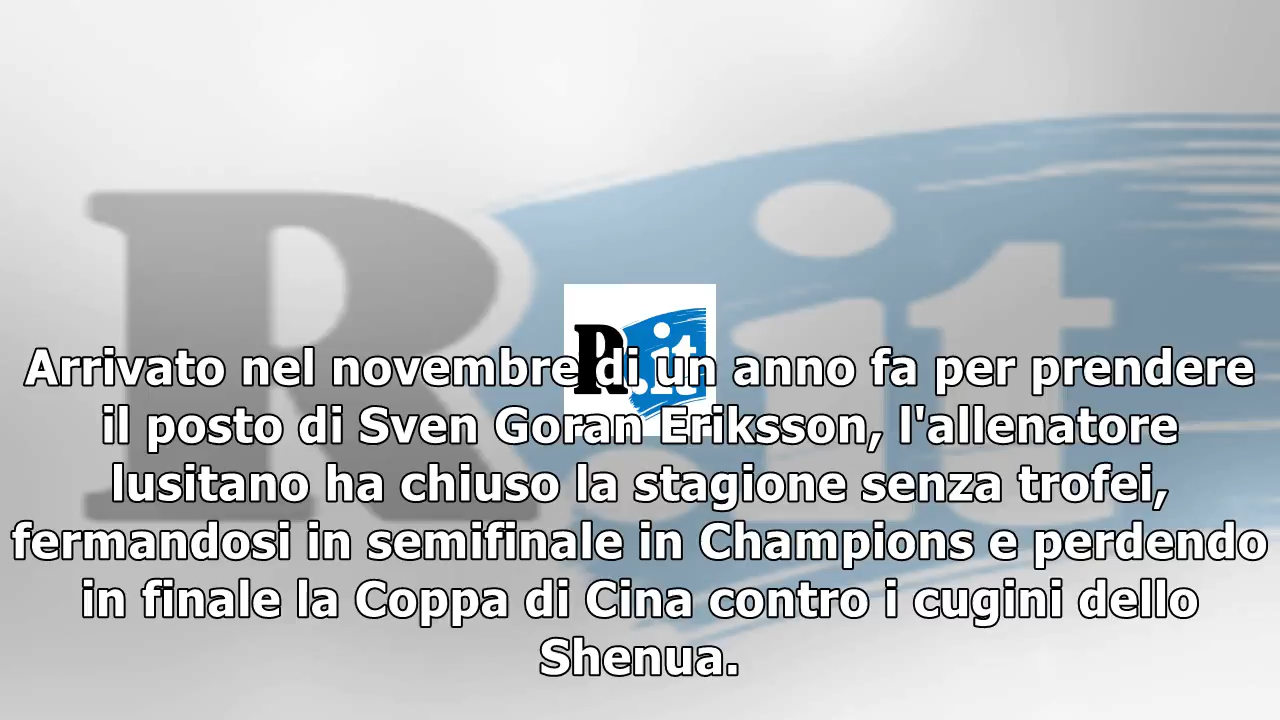 R.it
R.it
Arrivato nel novembre di un anno fa per prendere
il posto di Sven Goran Eriksson, l'allenatore
lusitano ha chiuso la stagione senza trofei,
fermandosi in semifinale in Champions e perdendo
in finale la Coppa di Cina contro i cugini dello
Shenua.